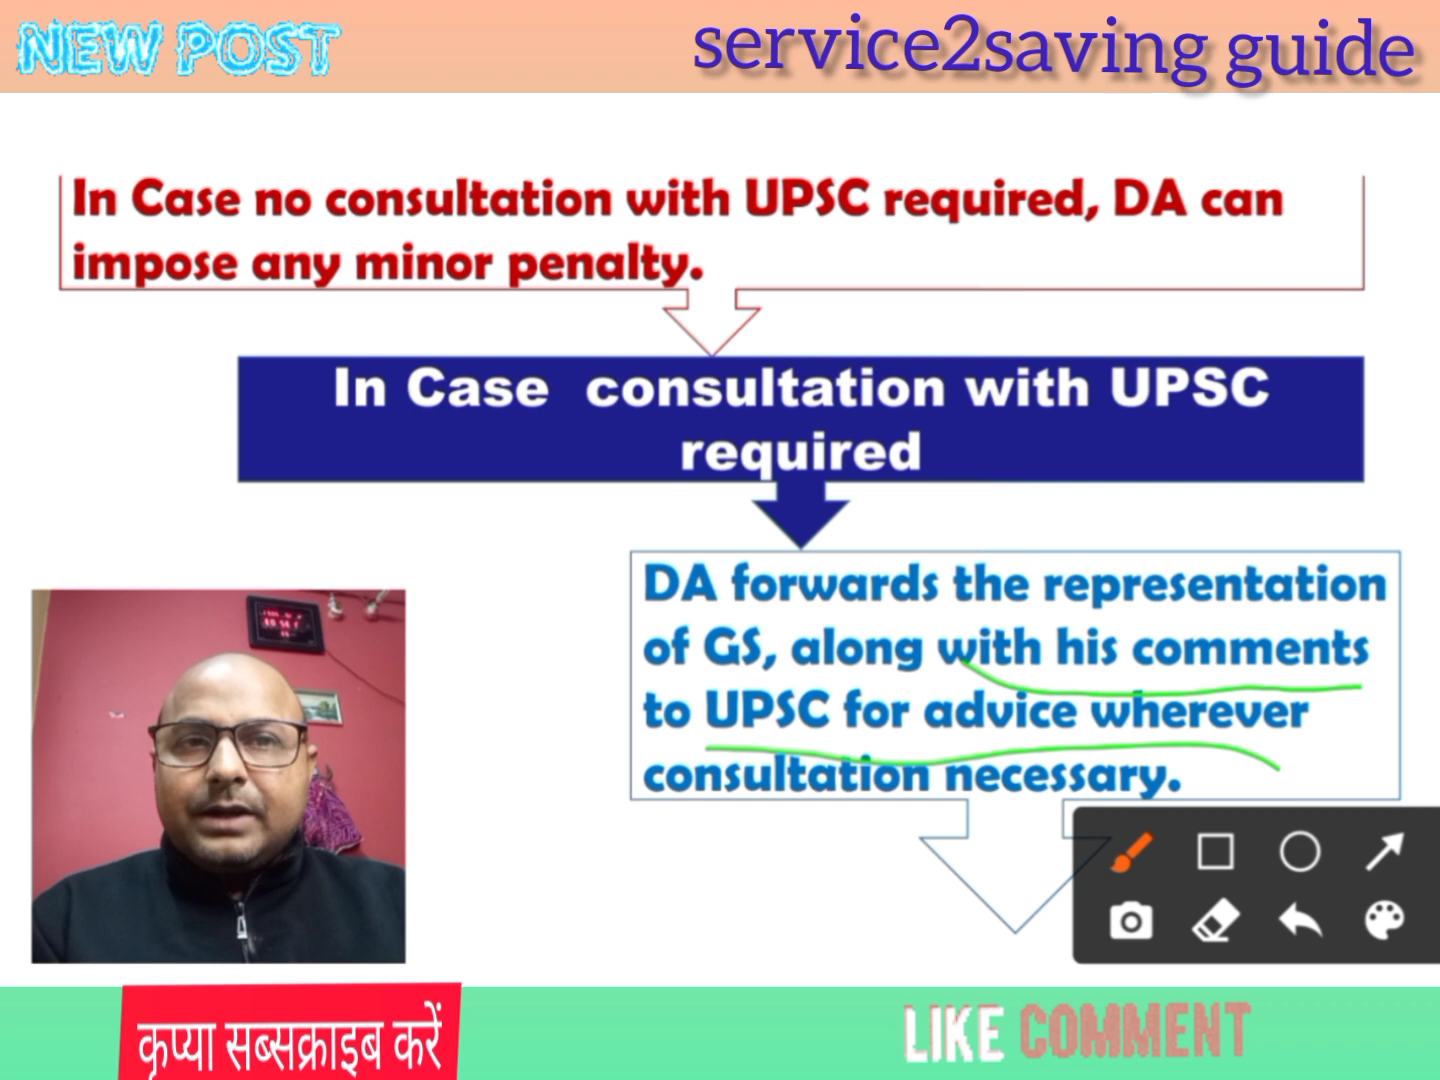 NEW POST
service2saving guide
In Case no consultation with UPSC required, DA can
impose any minor penalty.
In Case consultation with UPSC
required
DA forwards the representation
of GS, along with his comments
to UPSC for advice wherever
consultation necessary.
कृप्या सब्सक्राइब करें
LIKE COMMENT